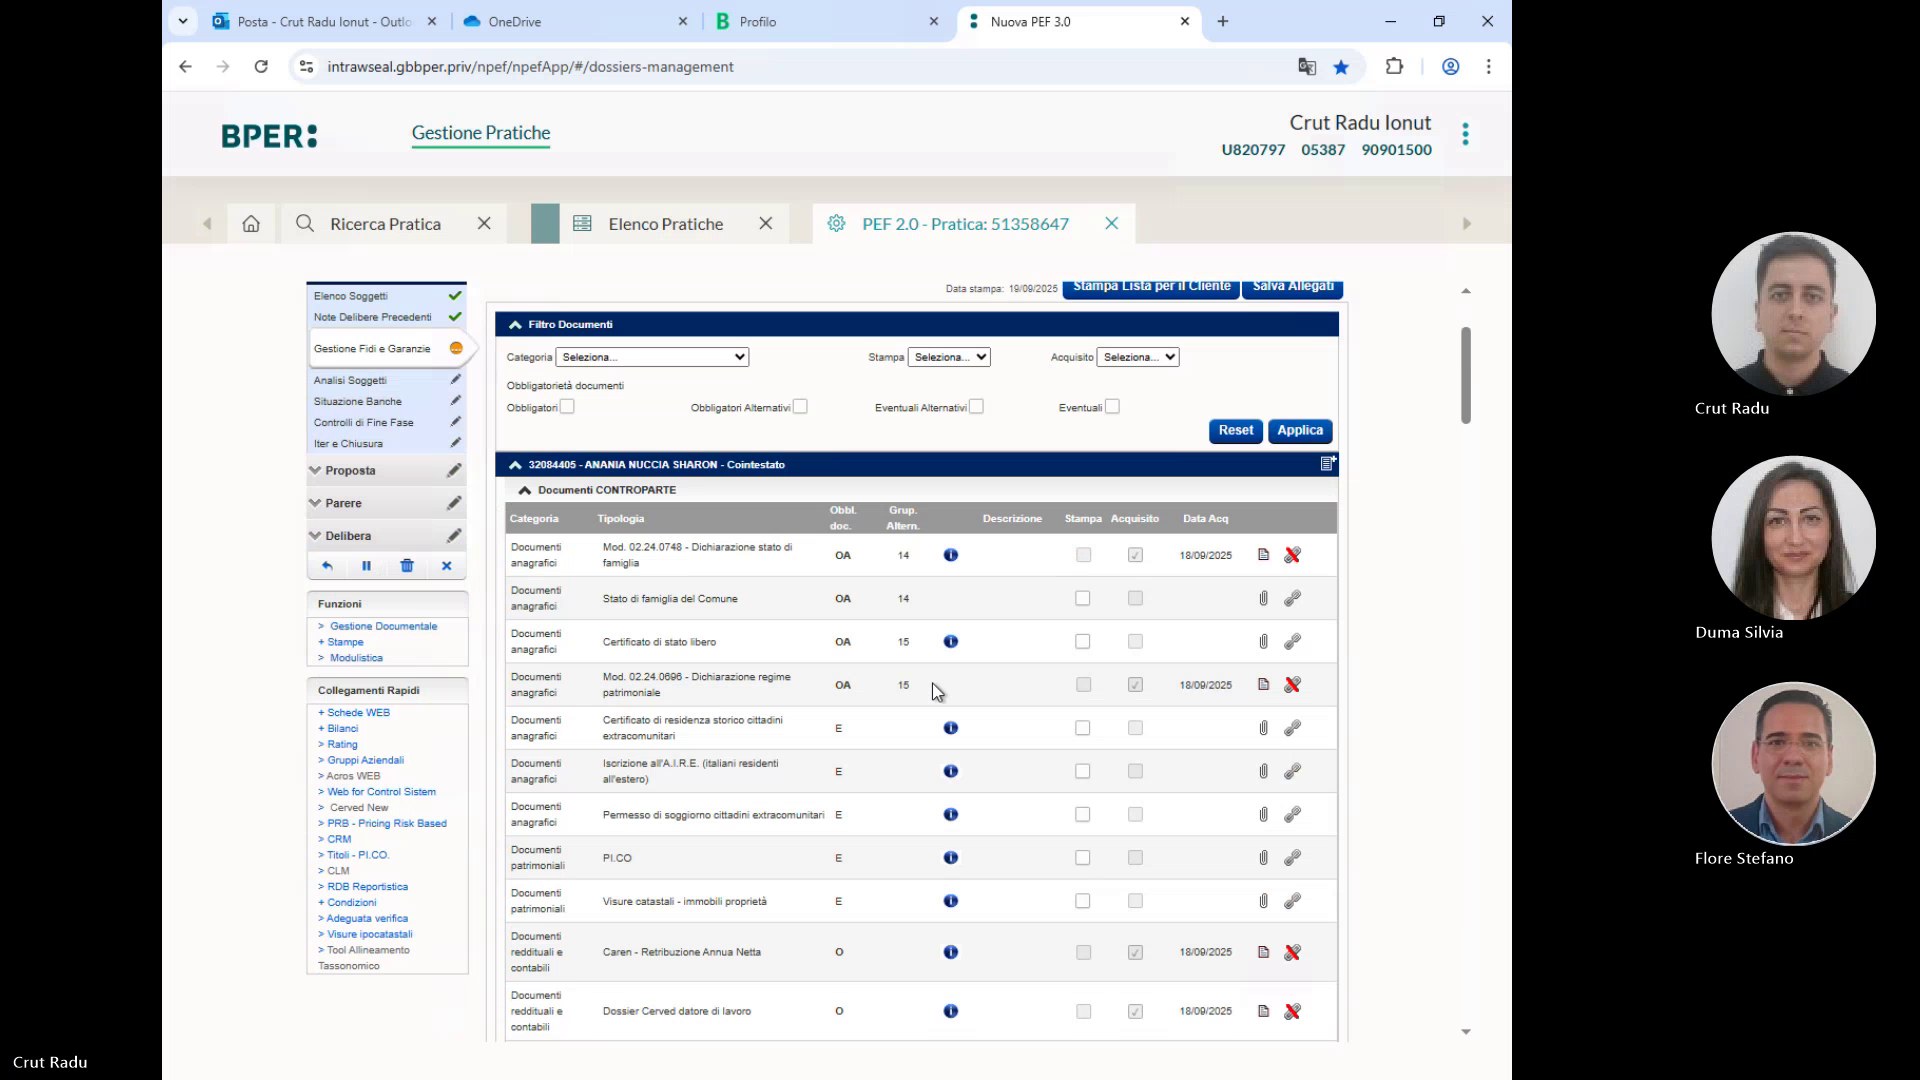 Posta - Crut Radu Ionut - Outlo
OneDrive
Profilo
Nuova PEF 3.0
intrawseal.gbbper.priv/npef/npefApp/#/dossiers-management
BPER:
Gestione Pratiche
Crut Radu Ionut
U820797 05387 90901500
Ricerca Pratica
Elenco Pratiche
PEF 2.0 - Pratica: 51358647
Elenco Soggetti
Note Delibere Precedenti
Gestione Fidi e Garanzie
Analisi Soggetti
Situazione Banche
Controlli di Fine Fase
Iter e Chiusura
Proposta
Parere
Delibera
Funzioni
> Gestione Documentale
+ Stampe
> Modulistica
Collegamenti Rapidi
+ Schede WEB
+ Bilanci
> Rating
> Gruppi Aziendali
> Acros WEB
> Web for Control Sistem
> Cerved New
> PRB - Pricing Risk Based
> CRM
> Titoli - PI.CO.
> CLM
> RDB Reportistica
+ Condizioni
> Adeguata verifica
> Visure ipocatastali
> Tool Allineamento
Tassonomico
Data stampa: 19/09/2025 Stampa Lista per il Cliente Salva Allegati
Filtro Documenti
Categoria Seleziona... Stampa Seleziona... Acquisito Seleziona...
Obbligatorietà documenti
Obbligatori Obbligatori Alternativi Eventuali Alternativi Eventuali
Reset Applica
32084405 - ANANIA NUCCIA SHARON - Cointestato
Documenti CONTROPARTE
Categoria Tipologia Obbl. doc. Grup. Altern. Descrizione Stampa Acquisito Data Acq
Documenti anagrafici Mod. 02.24.0748 - Dichiarazione stato di famiglia OA 14 18/09/2025
Documenti anagrafici Stato di famiglia del Comune OA 14
Documenti anagrafici Certificato di stato libero OA 15
Documenti anagrafici Mod. 02.24.0696 - Dichiarazione regime patrimoniale OA 15 18/09/2025
Documenti anagrafici Certificato di residenza storico cittadini extracomunitari E
Documenti anagrafici Iscrizione all'A.I.R.E. (italiani residenti all'estero) E
Documenti anagrafici Permesso di soggiorno cittadini extracomunitari E
Documenti patrimoniali PI.CO E
Documenti patrimoniali Visure catastali - immobili proprietà E
Documenti reddituali e contabili Caren - Retribuzione Annua Netta O 18/09/2025
Documenti reddituali e contabili Dossier Cerved datore di lavoro O 18/09/2025
Crut Radu
Duma Silvia
Flore Stefano
Crut Radu